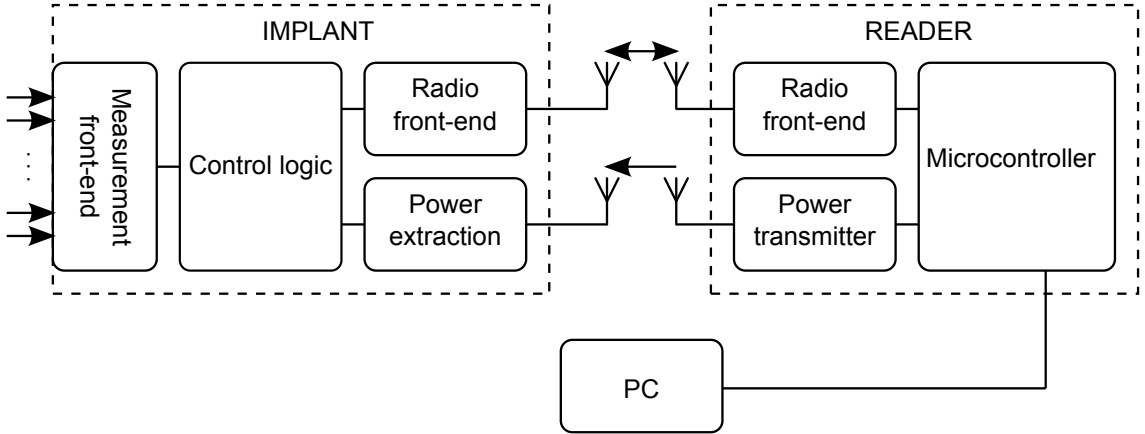 IMPLANT
READER
Measurement
front-end
Control logic
Radio
front-end
Power
extraction
Radio
front-end
Power
transmitter
Microcontroller
PC